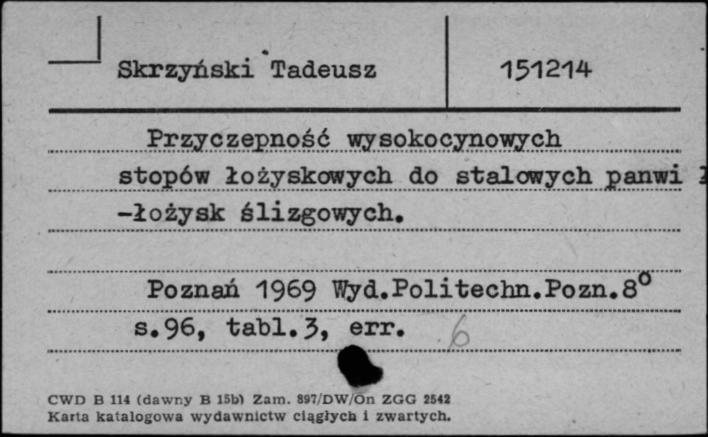 Skrzyński Tadeusz 151214
Przyczepność wysokocynowych
stopów łożyskowych do stalowych panwi ł
-łożysk ślizgowych.
Poznań 1969 Wyd.Politechn.Pozn.8°
s.96, tabl.3, err. 6
CWD B 114 (dawny B 15b) Zam. 897/DW/On ZGG 2542
Karta katalogowa wydawnictw ciągłych i zwartych.